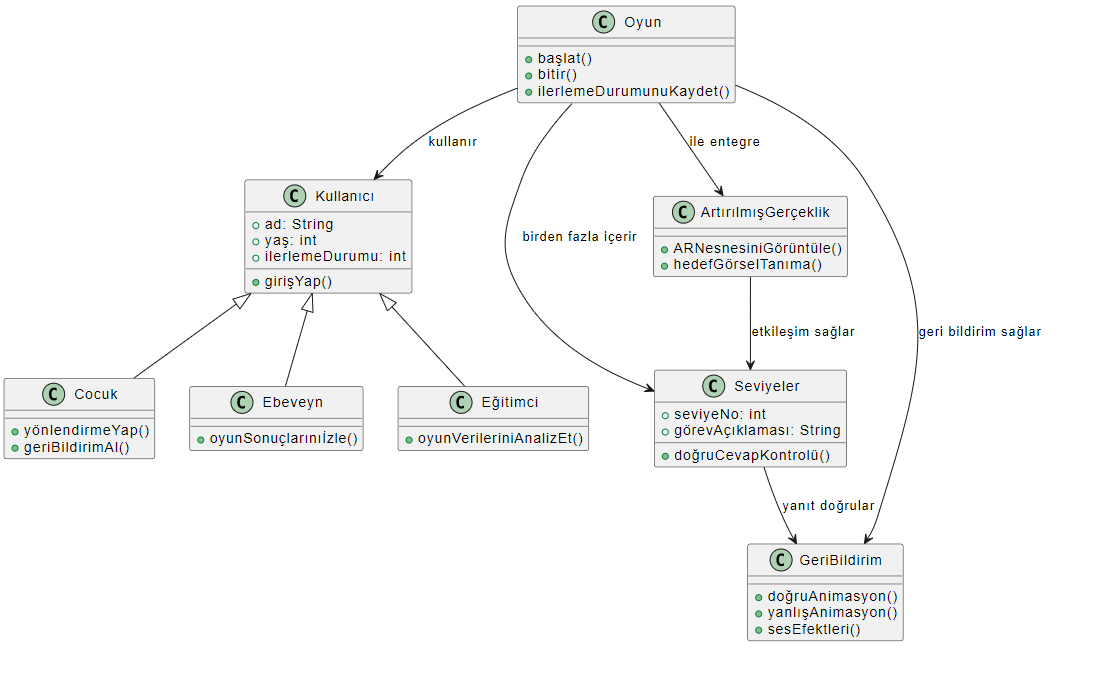 C Oyun
başlat()
bitir()
ilerlemeDurumunuKaydet()
kullanır
ile entegre
birden fazla içerir
geri bildirim sağlar
C Kullanıcı
ad: String
yaş: int
ilerlemeDurumu: int
girişYap()
C ArtırılmışGerçeklik
ARNesnesiniGörüntüle()
hedefGörselTanıma()
etkileşim sağlar
C Cocuk
yönlendirmeYap()
geriBildirimAl()
C Ebeveyn
oyunSonuçlarınıİzle()
C Eğitimci
oyunVerileriniAnalizEt()
C Seviyeler
seviyeNo: int
görevAçıklaması: String
doğruCevapKontrolü()
yanıt doğrular
C GeriBildirim
doğruAnimasyon()
yanlışAnimasyon()
sesEfektleri()